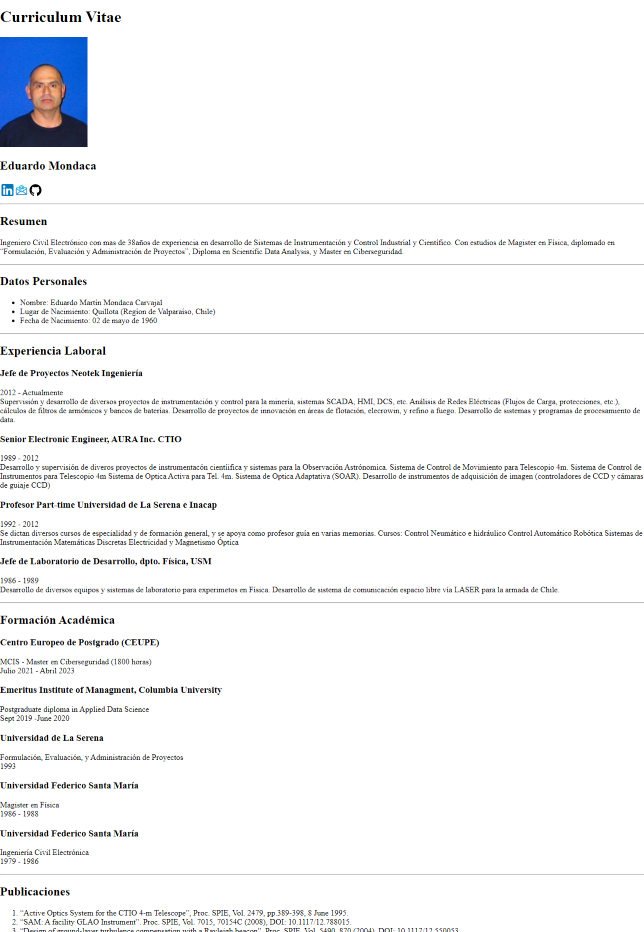 Curriculum Vitae
Eduardo Mondaca
in
Resumen
Ingeniero Civil Electrónico con mas de 38años de experiencia en desarrollo de Sistemas de Instrumentación y Control Industrial y Científico. Con estudios de Magister en Física, diplomado en
"Formulación, Evaluación y Administración de Proyectos", Diploma en Scientific Data Analysis, y Master en Ciberseguridad.
Datos Personales
• Nombre: Eduardo Martin Mondaca Carvajal
• Lugar de Nacimiento: Quillota (Region de Valparaíso, Chile)
• Fecha de Nacimiento: 02 de mayo de 1960
Experiencia Laboral
Jefe de Proyectos Neotek Ingeniería
2012 - Actualmente
Supervisión y desarrollo de diversos proyectos de instrumentación y control para la minería, sistemas SCADA, HMI, DCS, etc. Análisis de Redes Eléctricas (Flujos de Carga, protecciones, etc.),
cálculos de filtros de armónicos y bancos de baterías. Desarrollo de proyectos de innovación en áreas de flotación, elecrowin, y refino a fuego. Desarrollo de sistemas y programas de procesamiento de
data.
Senior Electronic Engineer, AURA Inc. CTIO
1989 - 2012
Desarrollo y supervisión de diveros proyectos de instrumentacón cientíifica y sistemas para la Observación Astrónomica. Sistema de Control de Movimiento para Telescopio 4m. Sistema de Control de
Instrumentos para Telescopio 4m Sistema de Optica Activa para Tel. 4m. Sistema de Optica Adaptativa (SOAR). Desarrollo de instrumentos de adquisición de imagen (controladores de CCD y cámaras
de guiaje CCD)
Profesor Part-time Universidad de La Serena e Inacap
1992 - 2012
Se dictan diversos cursos de especialidad y de formación general, y se apoya como profesor guía en varias memorias. Cursos: Control Neumático e hidráulico Control Automático Robótica Sistemas de
Instrumentación Matemáticas Discretas Electricidad y Magnetismo Óptica
Jefe de Laboratorio de Desarrollo, dpto. Física, USM
1986 - 1989
Desarrollo de diversos equipos y sistemas de laboratorio para experimetos en Física. Desarrollo de sistema de comunicación espacio libre vía LASER para la armada de Chile.
Formación Académica
Centro Europeo de Postgrado (CEUPE)
MCIS - Master en Ciberseguridad (1800 horas)
Julio 2021 - Abril 2023
Emeritus Institute of Managment, Columbia University
Postgraduate diploma in Applied Data Science
Sept 2019 -June 2020
Universidad de La Serena
Formulación, Evaluación, y Administración de Proyectos
1993
Universidad Federico Santa María
Magister en Física
1986 - 1988
Universidad Federico Santa María
Ingeniería Civil Electrónica
1979 - 1986
Publicaciones
1. "Active Optics System for the CTIO 4-m Telescope", Proc. SPIE, Vol. 2479, pp.389-398, 8 June 1995.
2. "SAM: A facility GLAO Instrument". Proc. SPIE, Vol. 7015, 70154C (2008), DOI: 10.1117/12.788015.
3. "Design of ground-layer turbulence compensation with a Rayleigh beacon", Proc. SPIE, Vol. 5490, 870 (2004), DOI: 10.1117/12.550053